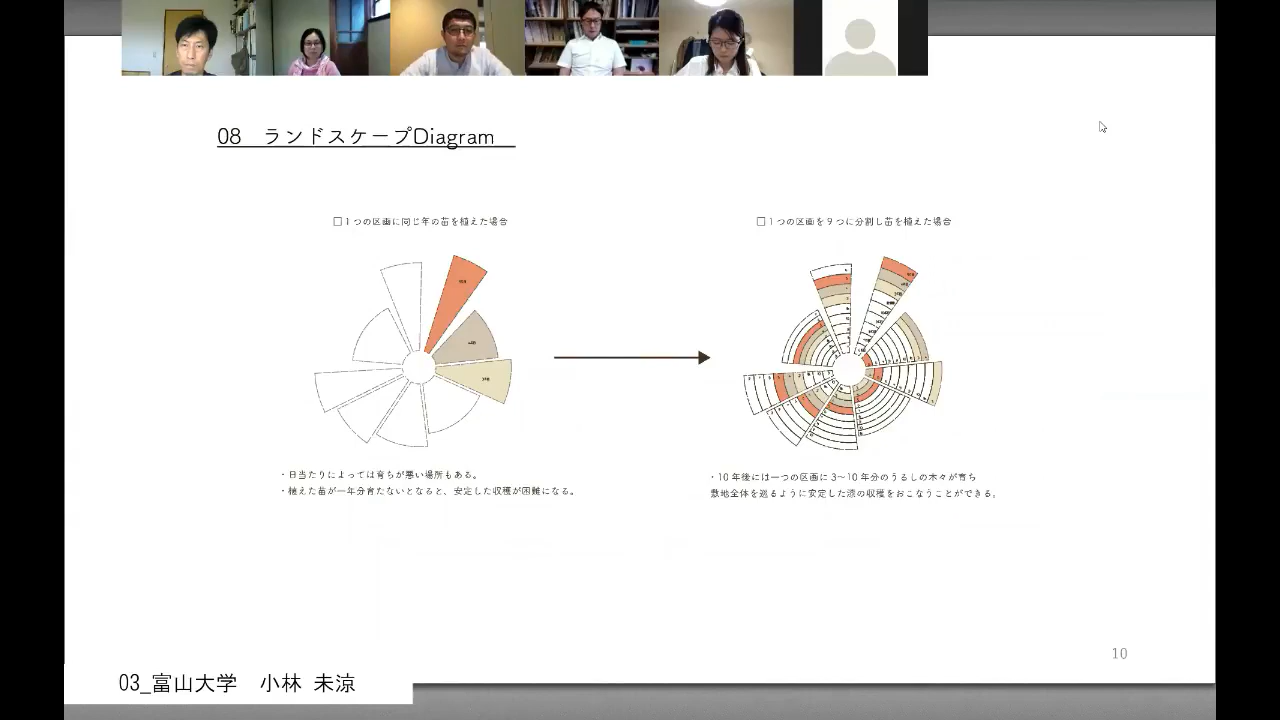 08　ランドスケープDiagram
□１つの区画に同じ年の苗を植えた場合
□１つの区画を９つに分割し苗を植えた場合
・日当たりによっては育ちが悪い場所もある。
・植えた苗が一年分育たないとなると、安定した収穫が困難になる。
・10年後には一つの区画に3～10年分のうるしの木々が育ち
敷地全体を巡るように安定した漆の収穫をおこなうことができる。
10
03_富山大学　小林 未涼